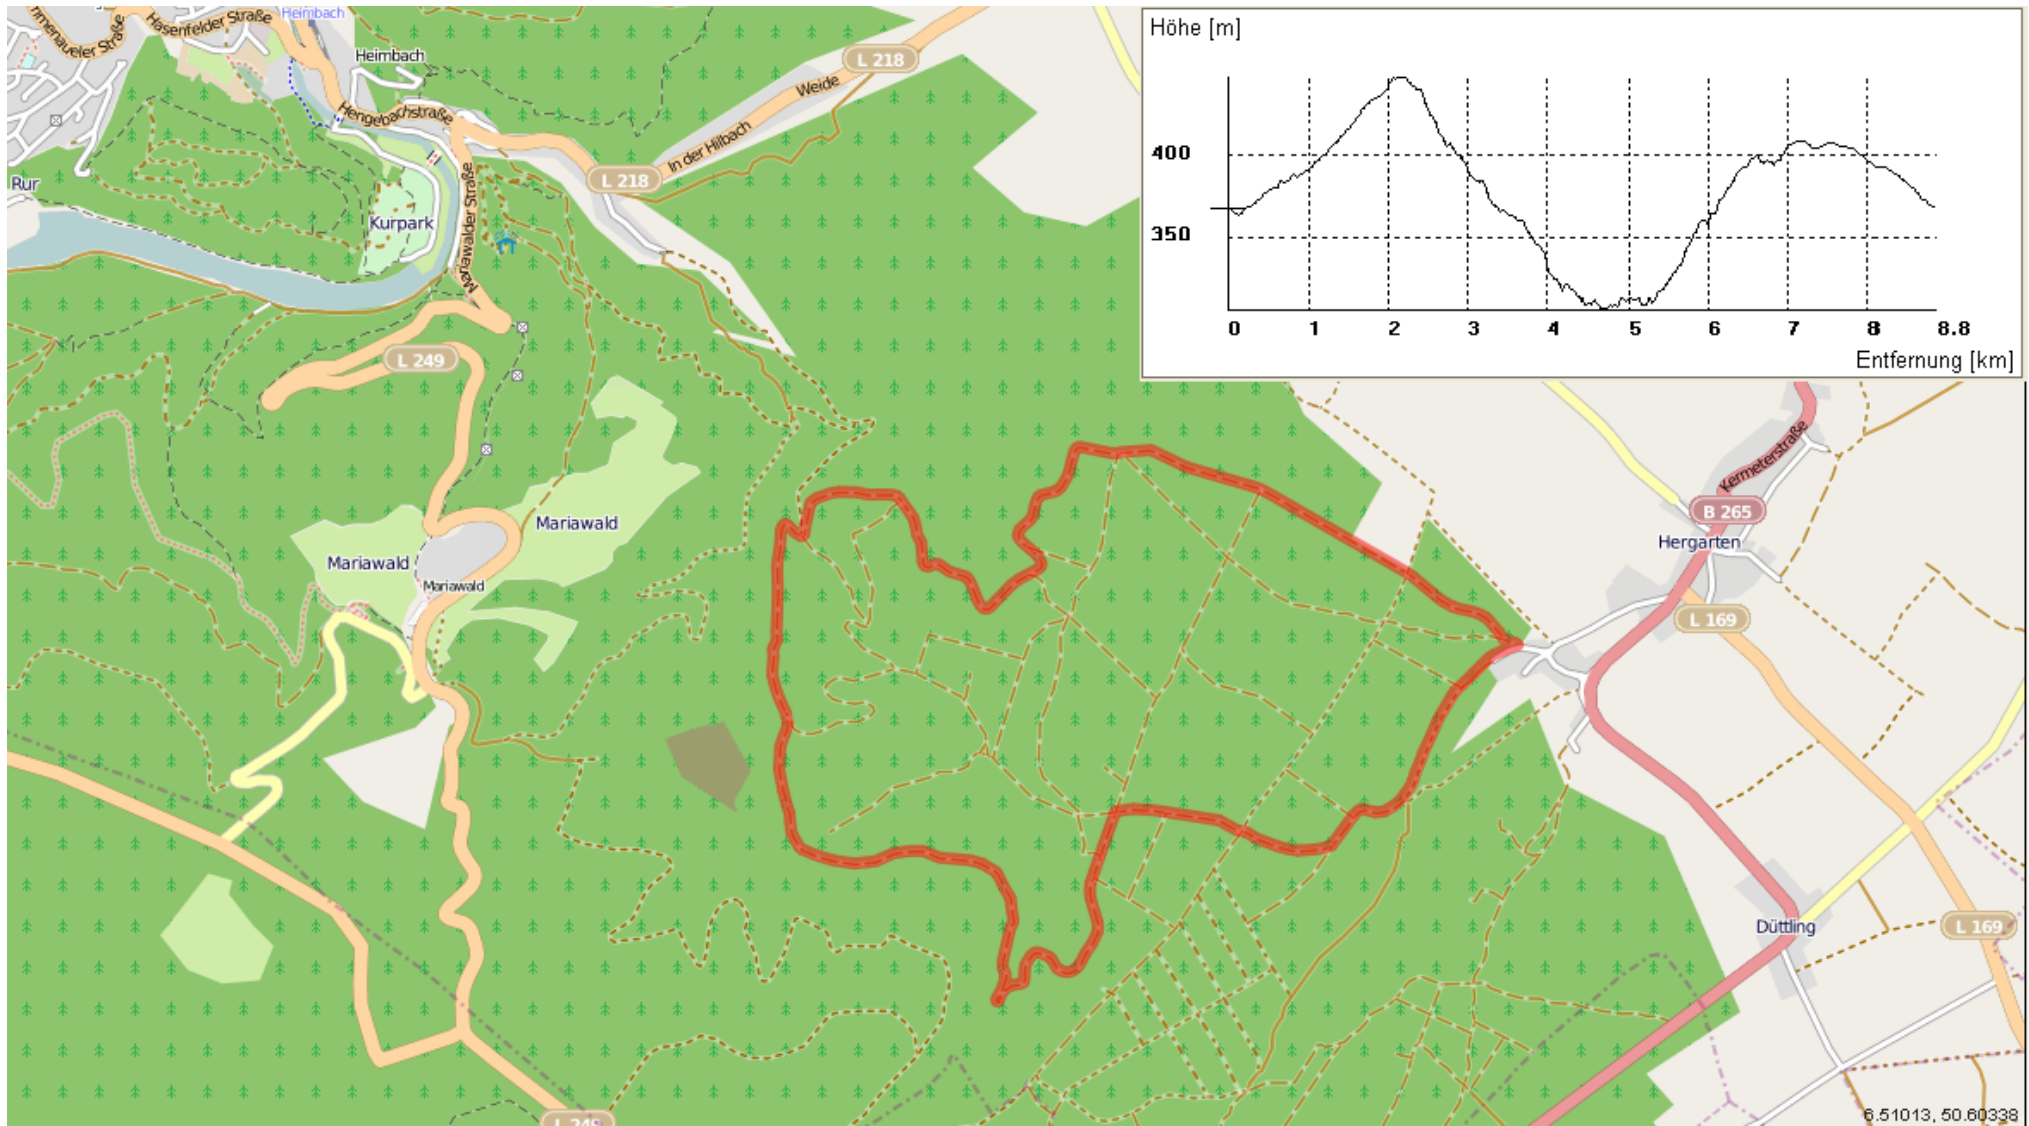 Hasenfelder Straße
Heimbach
Heimbach
Hengebachstraße
L 218
Weide
In der Hilbach
L 218
Rur
Kurpark
Mariawalder Straße
L 249
Mariawald
Mariawald
Mariawald
Höhe [m]
400
350
0 1 2 3 4 5 6 7 8 8.8
Entfernung [km]
Kermeterstraße
B 265
Hergarten
L 169
Düttling
L 169
6.51013, 50.60338